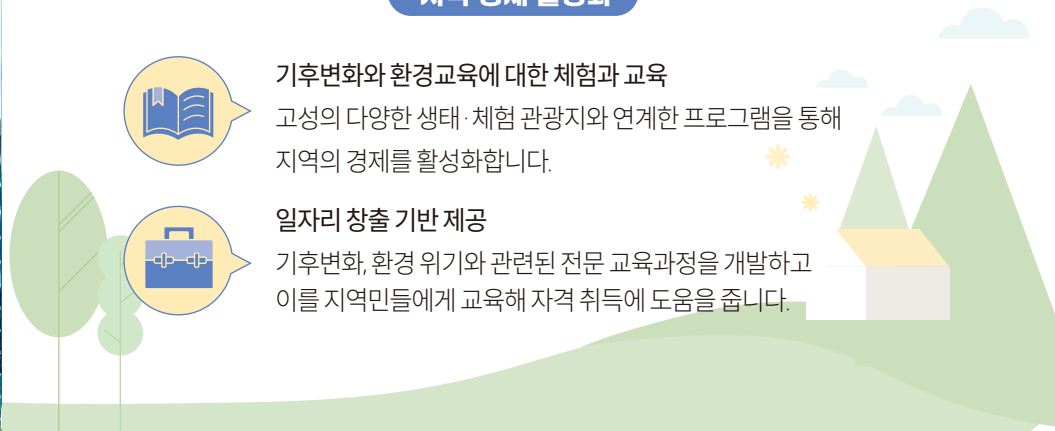 기후변화와 환경교육에 대한 체험과 교육
고성의 다양한 생태·체험 관광지와 연계한 프로그램을 통해
지역의 경제를 활성화합니다.
일자리 창출 기반 제공
기후변화, 환경 위기와 관련된 전문 교육과정을 개발하고
이를 지역민들에게 교육해 자격 취득에 도움을 줍니다.